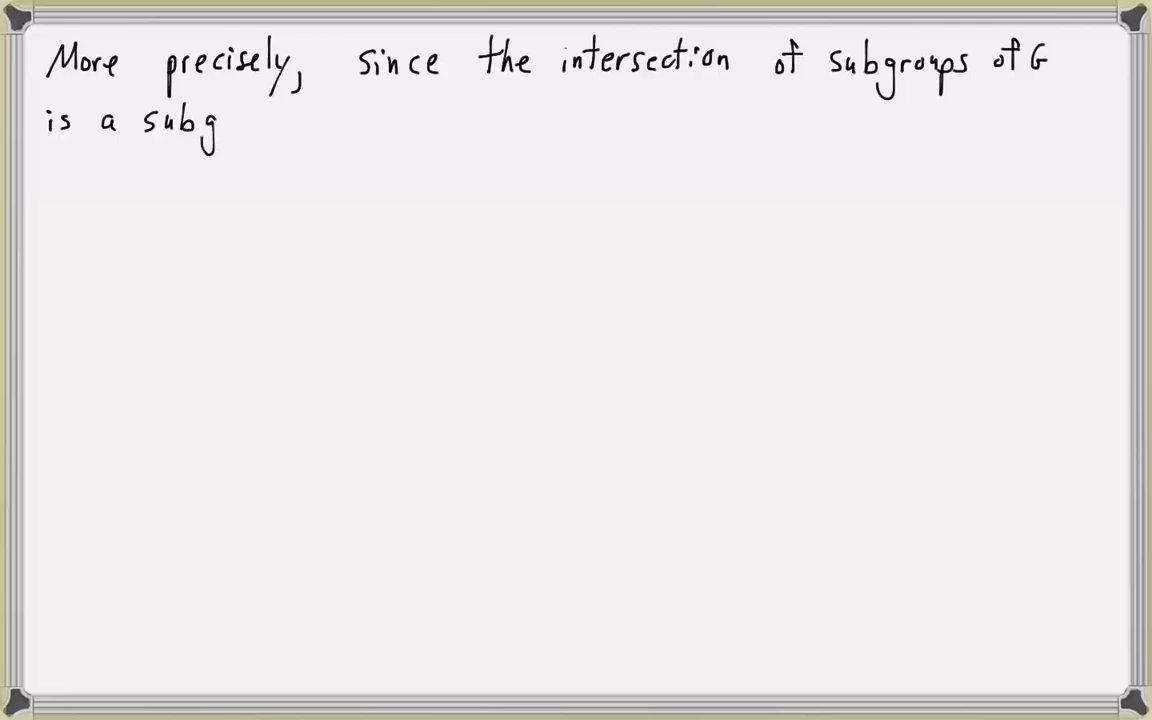 More precisely, since the intersection of subgroups of G
is a subg